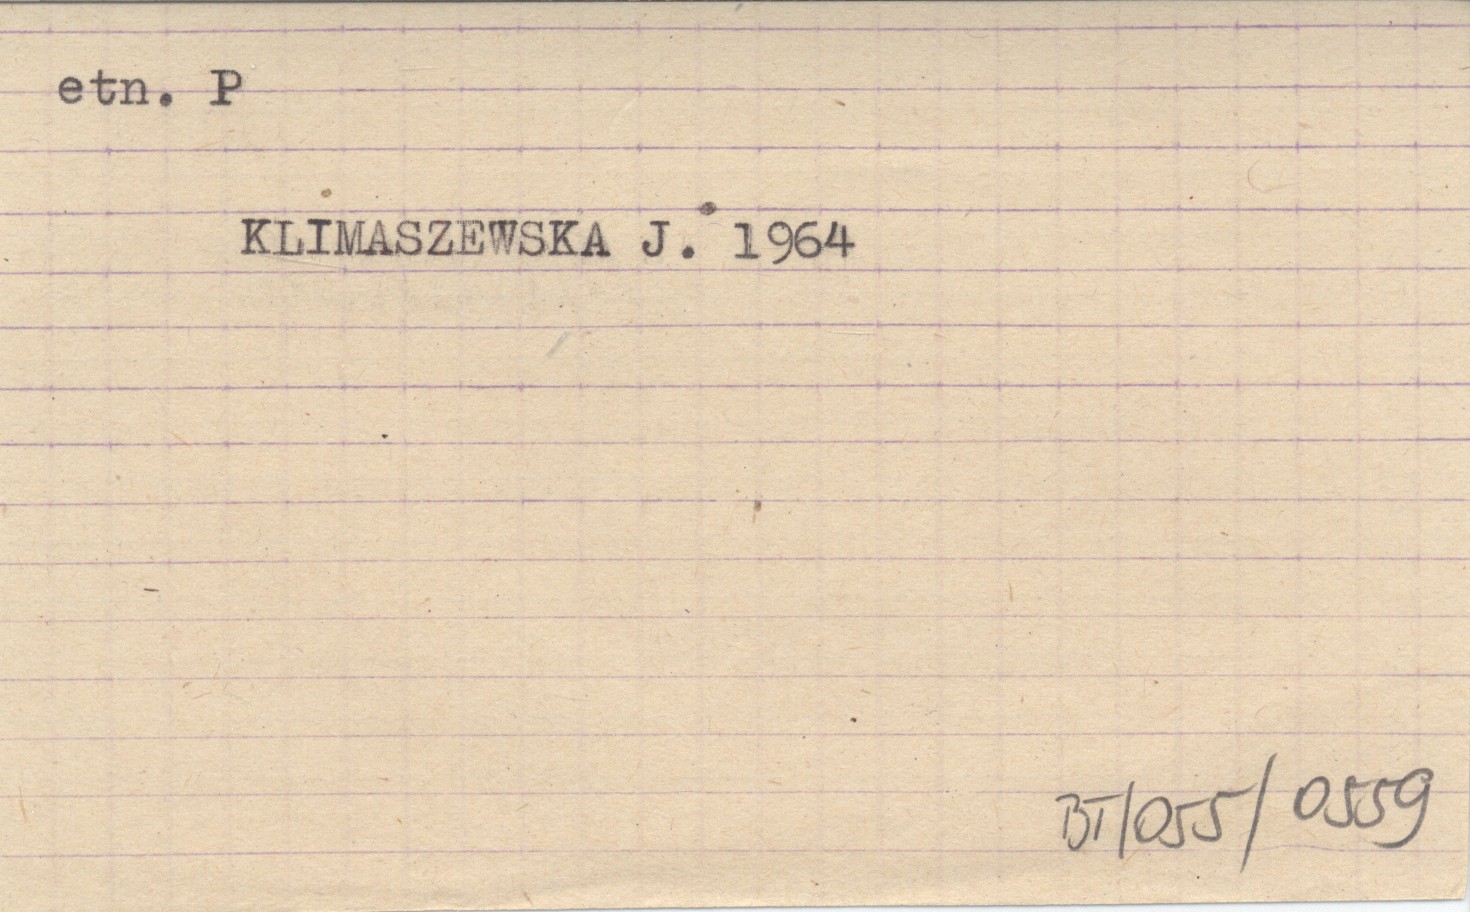 etn. P
KLIMASZEWSKA J. 1964
BT/055/0559